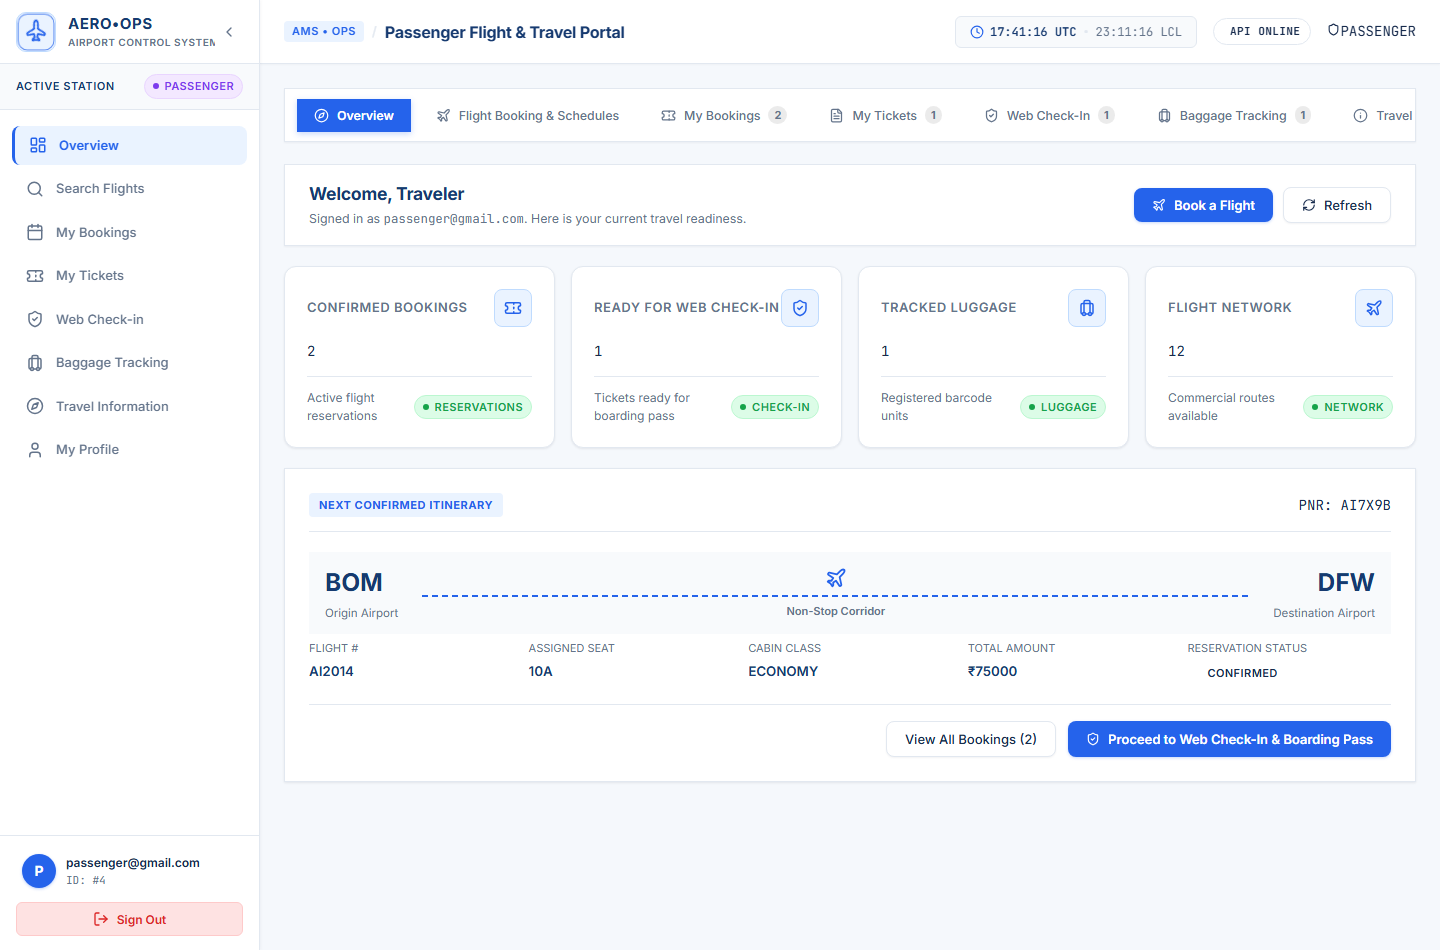 AERO•OPS
AIRPORT CONTROL SYSTEM
ACTIVE STATION
PASSENGER
Overview
Search Flights
My Bookings
My Tickets
Web Check-in
Baggage Tracking
Travel Information
My Profile
P
passenger@gmail.com
ID: #4
Sign Out
AMS • OPS / Passenger Flight & Travel Portal
17:41:16 UTC • 23:11:16 LCL
API ONLINE
PASSENGER
Overview
Flight Booking & Schedules
My Bookings 2
My Tickets 1
Web Check-In 1
Baggage Tracking 1
Travel
Welcome, Traveler
Signed in as passenger@gmail.com. Here is your current travel readiness.
Book a Flight
Refresh
CONFIRMED BOOKINGS
2
Active flight
reservations
RESERVATIONS
READY FOR WEB CHECK-IN
1
Tickets ready for
boarding pass
CHECK-IN
TRACKED LUGGAGE
1
Registered barcode
units
LUGGAGE
FLIGHT NETWORK
12
Commercial routes
available
NETWORK
NEXT CONFIRMED ITINERARY
PNR: AI7X9B
BOM
Origin Airport
Non-Stop Corridor
DFW
Destination Airport
FLIGHT #
AI2014
ASSIGNED SEAT
10A
CABIN CLASS
ECONOMY
TOTAL AMOUNT
₹75000
RESERVATION STATUS
CONFIRMED
View All Bookings (2)
Proceed to Web Check-In & Boarding Pass